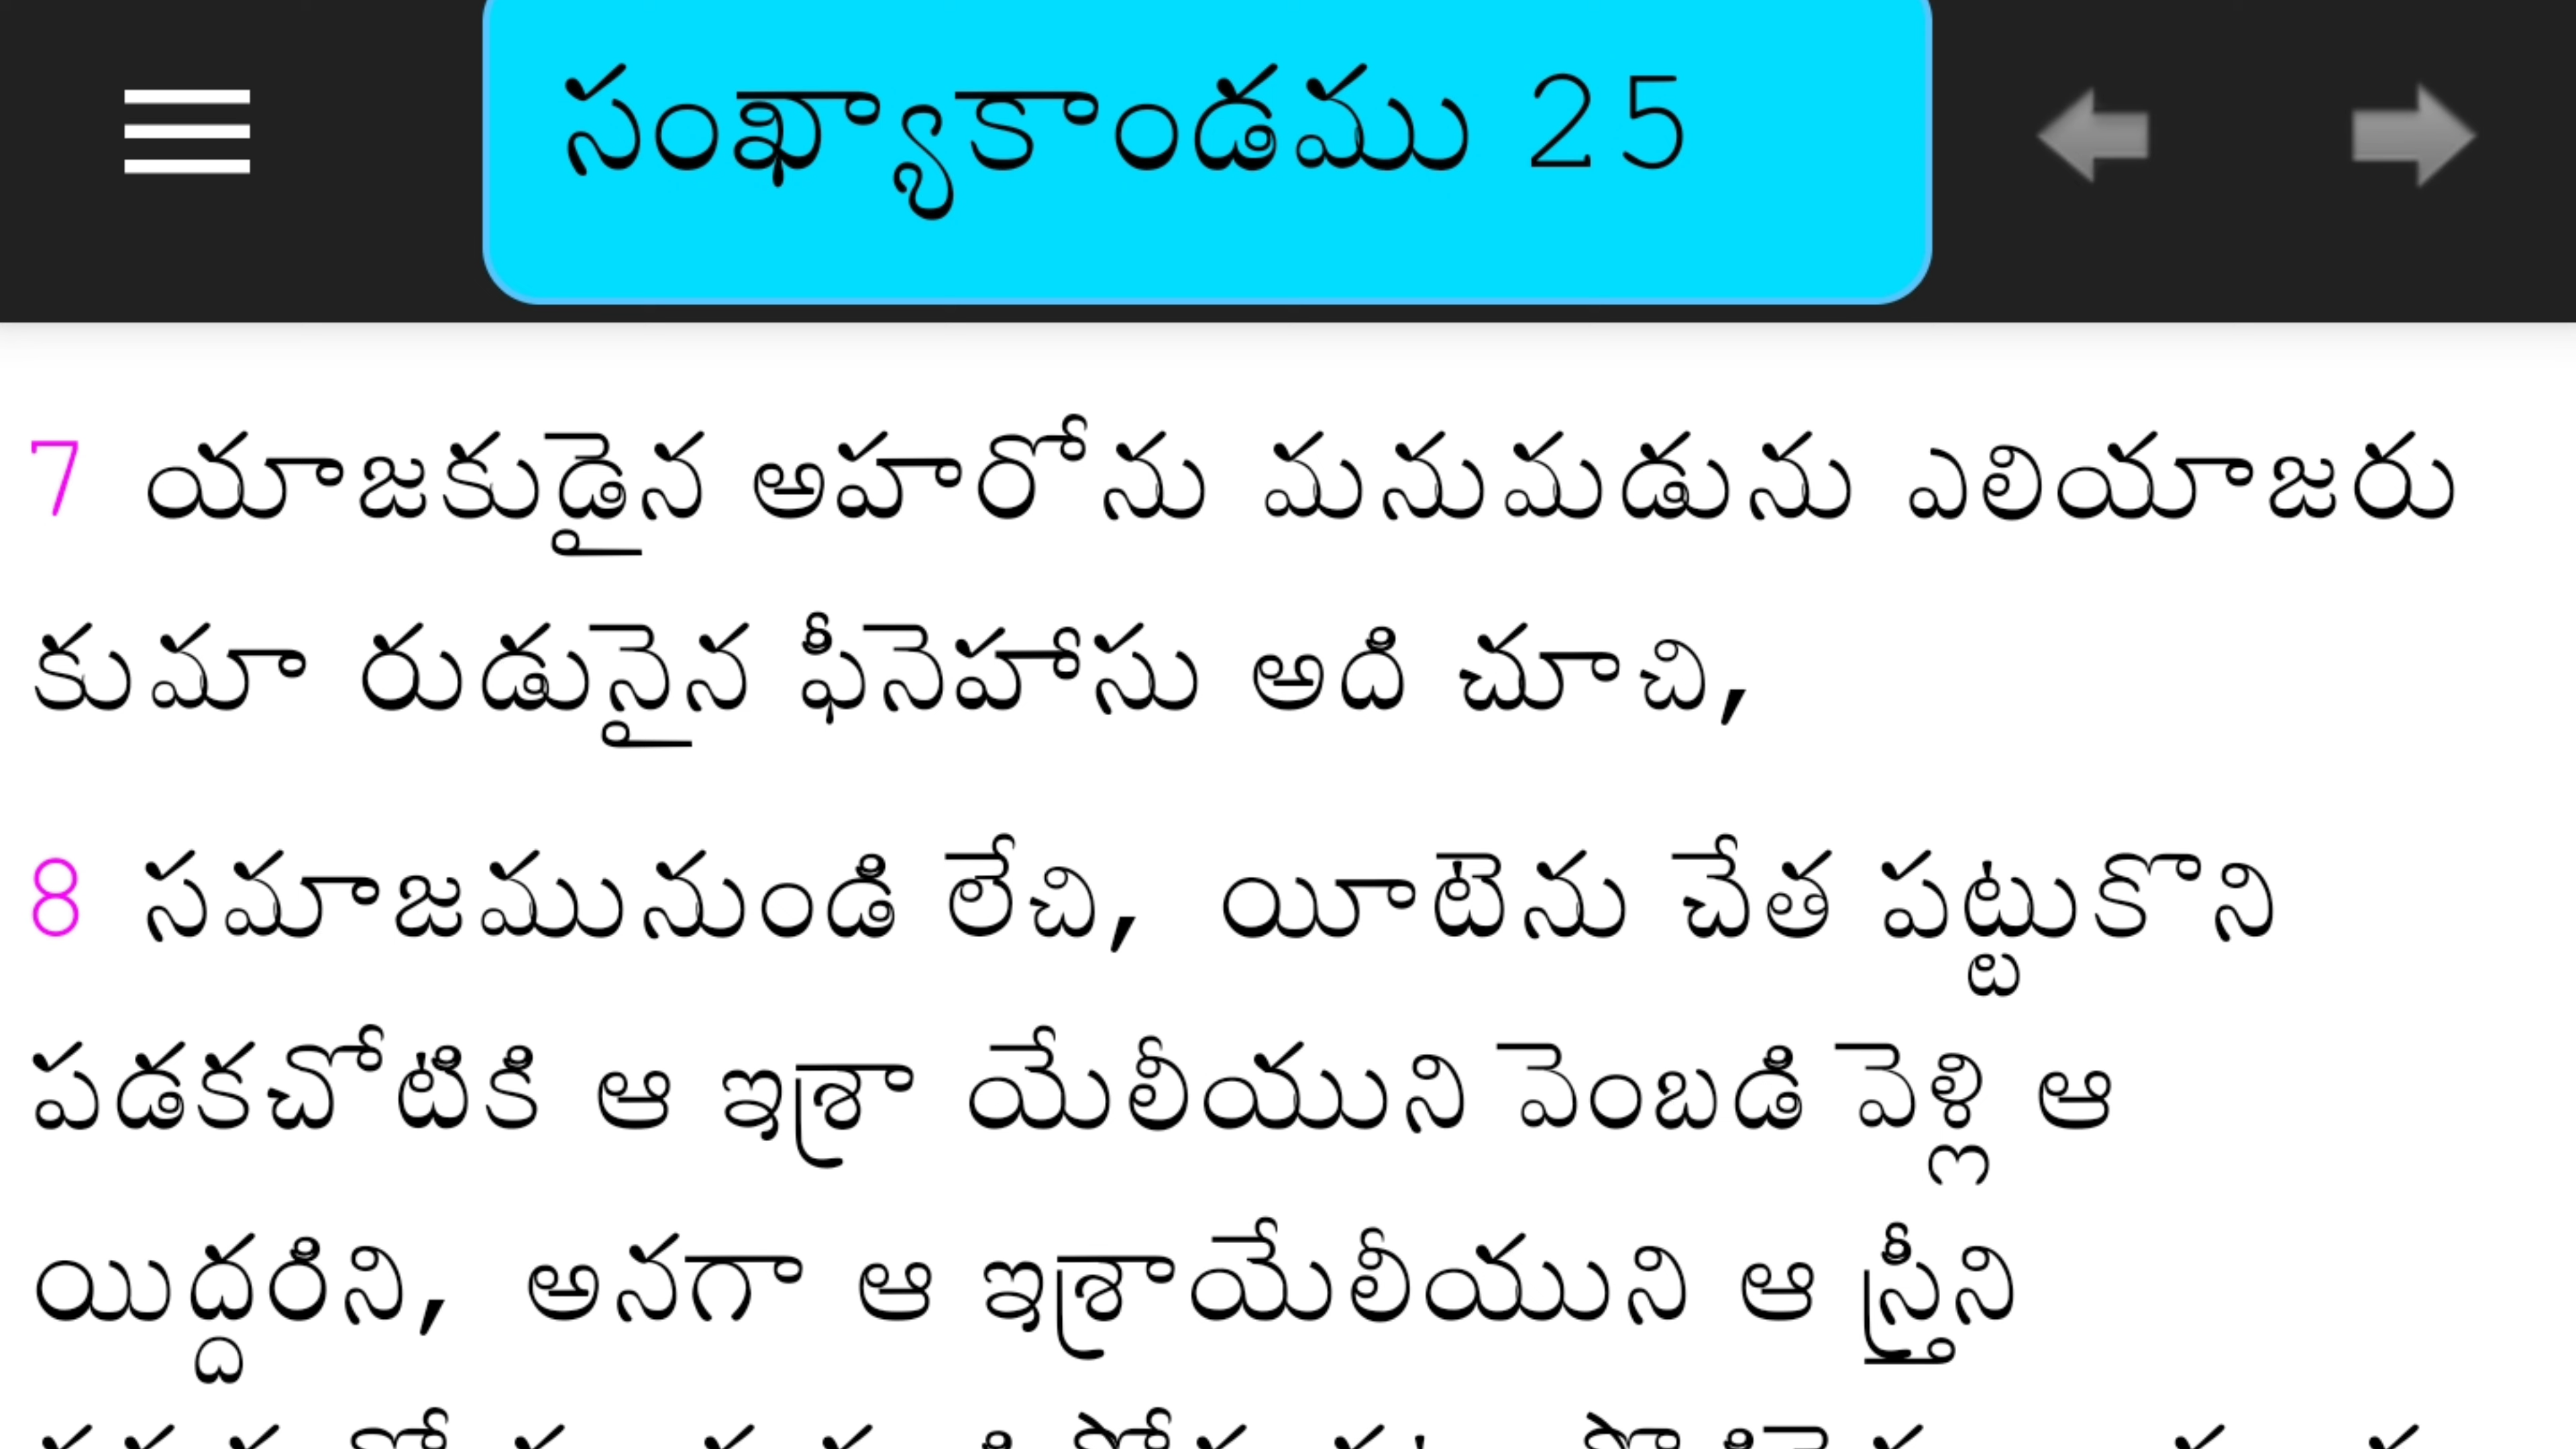 సంఖ్యాకాండము 25
7 యాజకుడైన అహరోను మనుమడును ఎలియాజరు
కుమా రుడునైన ఫీనెహాసు అది చూచి,
8 సమాజమునుండి లేచి, యీటెను చేత పట్టుకొని
పడకచోటికి ఆ ఇశ్రా యేలీయుని వెంబడి వెళ్లి ఆ
యిద్దరిని, అనగా ఆ ఇశ్రాయేలీయుని ఆ స్త్రీని